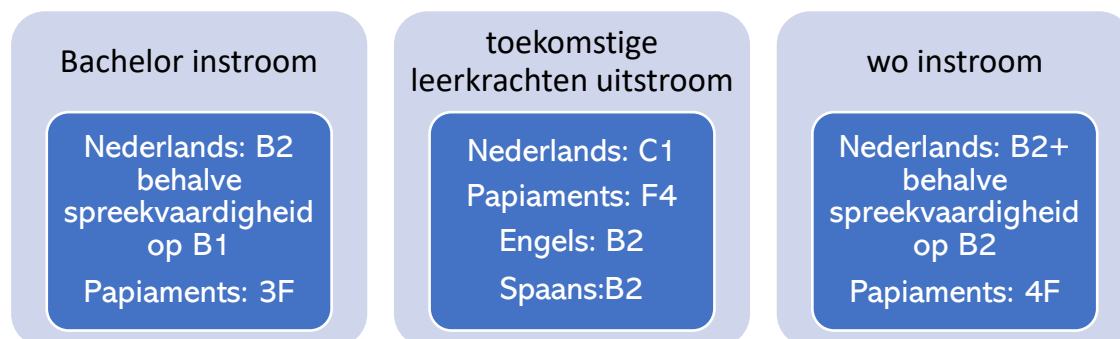 Bachelor instroom
Nederlands: B2
behalve
spreekvaardigheid
op B1
Papiaments: 3F
toekomstige
leerkrachten uitstroom
Nederlands: C1
Papiaments: F4
Engels: B2
Spaans:B2
wo instroom
Nederlands: B2+
behalve
spreekvaardigheid
op B2
Papiaments: 4F